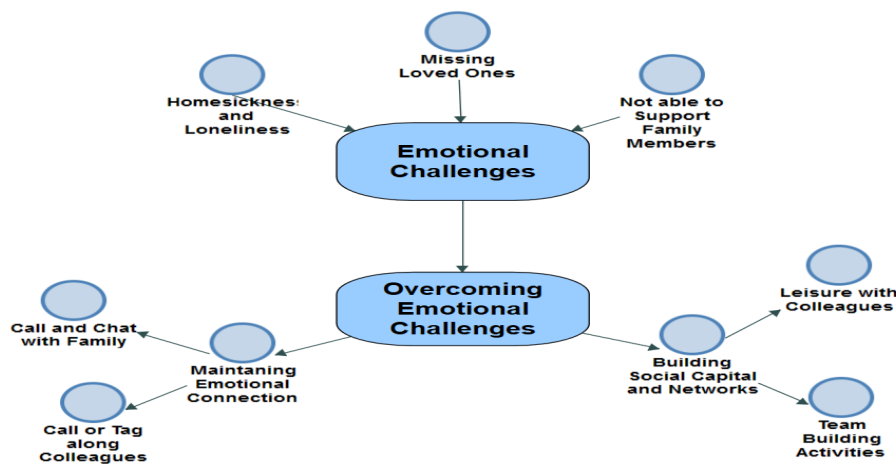 Missing
Loved Ones
Homesickness
and
Loneliness
Not able to
Support
Family
Members
Emotional
Challenges
Overcoming
Emotional
Challenges
Call and Chat
with Family
Maintaning
Emotional
Connection
Call or Tag
along
Colleagues
Building
Social Capital
and Networks
Leisure with
Colleagues
Team
Building
Activities